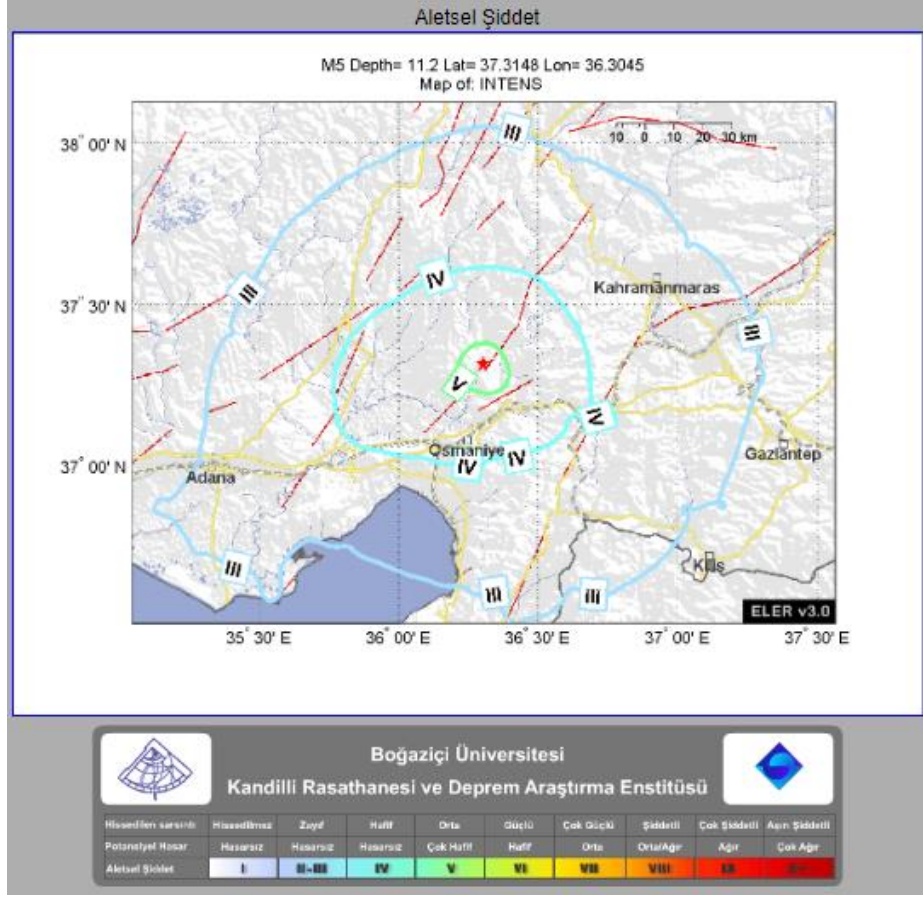 Aletsel Şiddet
M5 Depth= 11.2 Lat= 37.3148 Lon= 36.3045
Map of: INTENS
III
10 0 10 20 30 km
38° 00' N
IV
III
Kahramanmaras
37° 30' N
III
V
IV
Osmaniye
IV IV
Gaziantep
37° 00' N
Adana
III
Kilis
III
III
ELER v3.0
35° 30' E 36° 00' E 36° 30' E 37° 00' E 37° 30' E
Boğaziçi Üniversitesi
Kandilli Rasathanesi ve Deprem Araştırma Enstitüsü
Hissedilen sarsıntı Hissedilmez Zayıf Hafif Orta Güçlü Çok Güçlü Şiddetli Çok Şiddetli Aşırı Şiddetli
Potansiyel Hasar Hasarsız Hasarsız Hasarsız Çok Hafif Hafif Orta Orta/Ağır Ağır Çok Ağır
Aletsel Şiddet I II-III IV V VI VII VIII IX